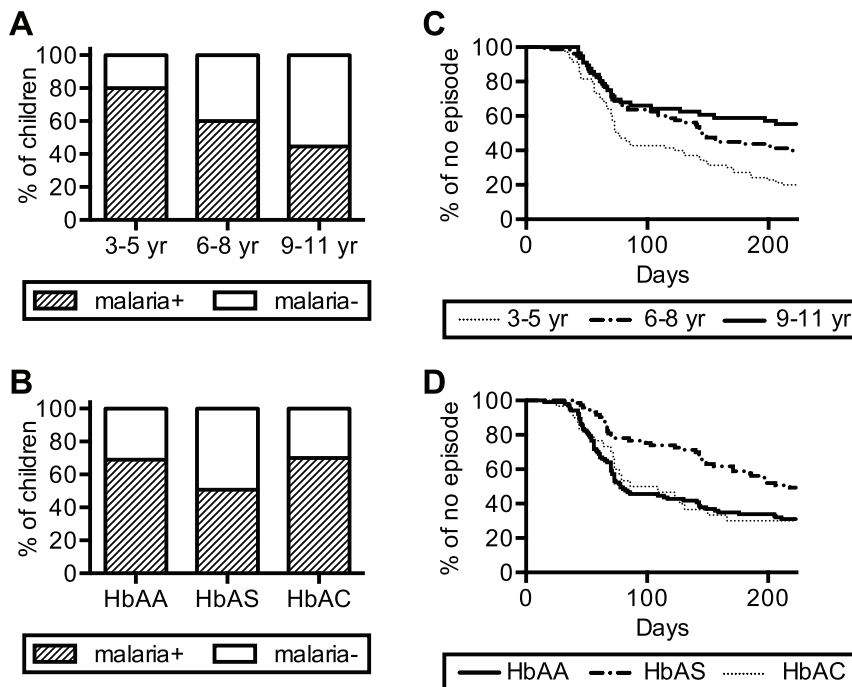 A
% of children
100
80
60
40
20
0
3-5 yr 6-8 yr 9-11 yr
malaria+ malaria-
C
% of no episode
100
80
60
40
20
0
0 100 200
Days
3-5 yr 6-8 yr 9-11 yr
B
% of children
100
80
60
40
20
0
HbAA HbAS HbAC
malaria+ malaria-
D
% of no episode
100
80
60
40
20
0
0 100 200
Days
HbAA HbAS HbAC